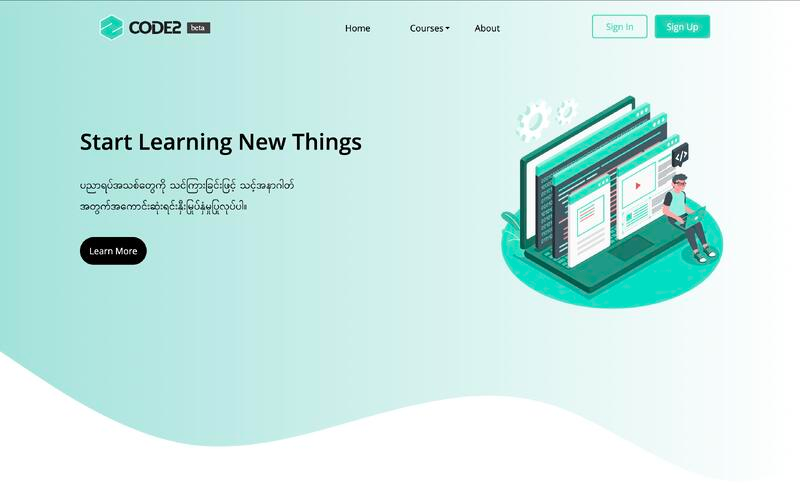 CODE2 beta
Home
Courses
About
Sign In
Sign Up
Start Learning New Things
ပညာရပ်အသစ်တွေကို သင်ကြားခြင်းဖြင့် သင့်အနာဂါတ်
အတွက်အကောင်းဆုံးရင်းနှီးမြှုပ်နှံမှုပြုလုပ်ပါ။
Learn More